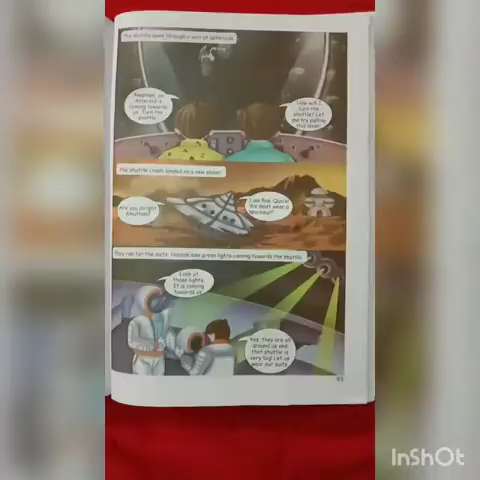 The shuttle went through a belt of asteroids.
Keephen, an
Asteroid is
coming towards
us. Turn the
shuttle.
How will I
turn the
shuttle? Let
me try pulling
this lever.
The shuttle crash-landed on a new planet.
Are you alright
I am fine. Quick!
We must wear a
spacesuit.
They ran for the suits. Hannah saw green lights coming towards the shuttle.
Look at
those lights.
It is coming
towards us.
Yes, they are all
around us and
that shuttle is
very big! Let us
wear our suits.
93
InShOt